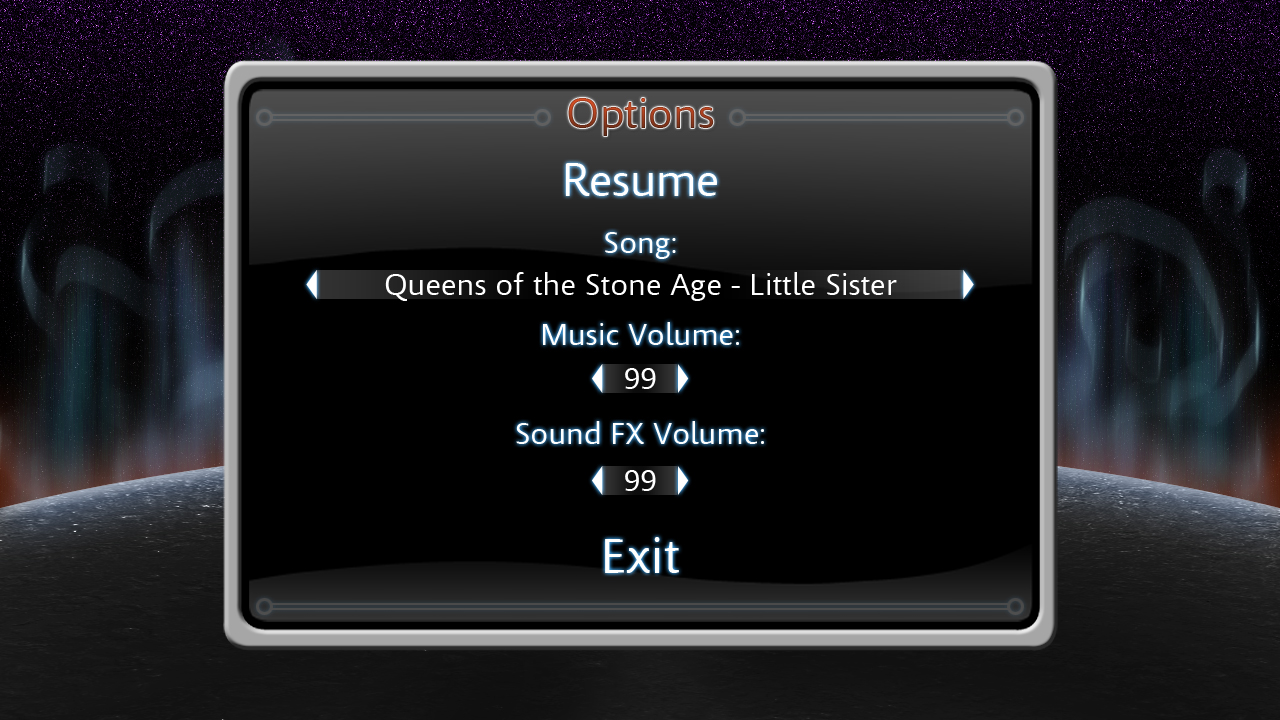 Options
Resume
Song:
Queens of the Stone Age - Little Sister
Music Volume:
99
Sound FX Volume:
99
Exit